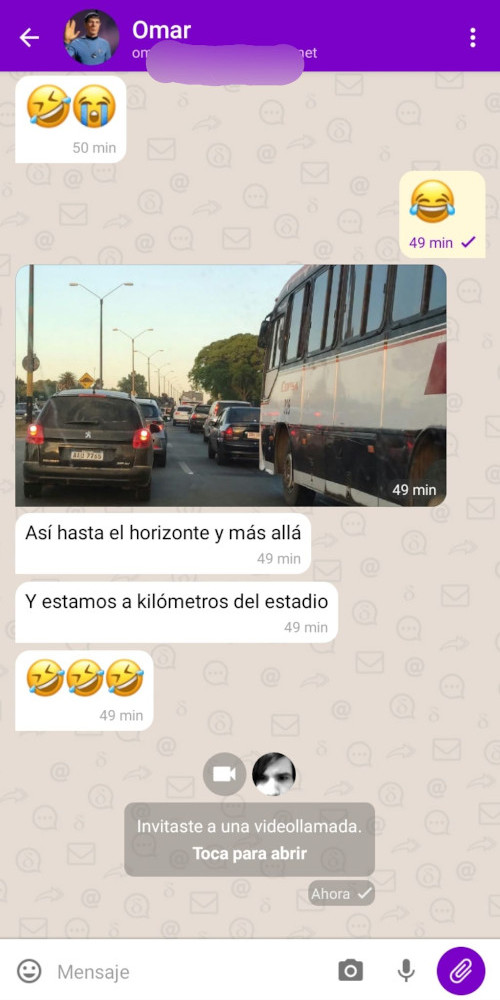 Omar
om
net
50 min
49 min
49 min
Así hasta el horizonte y más allá
49 min
Y estamos a kilómetros del estadio
49 min
49 min
Invitaste a una videollamada.
Toca para abrir
Ahora
Mensaje